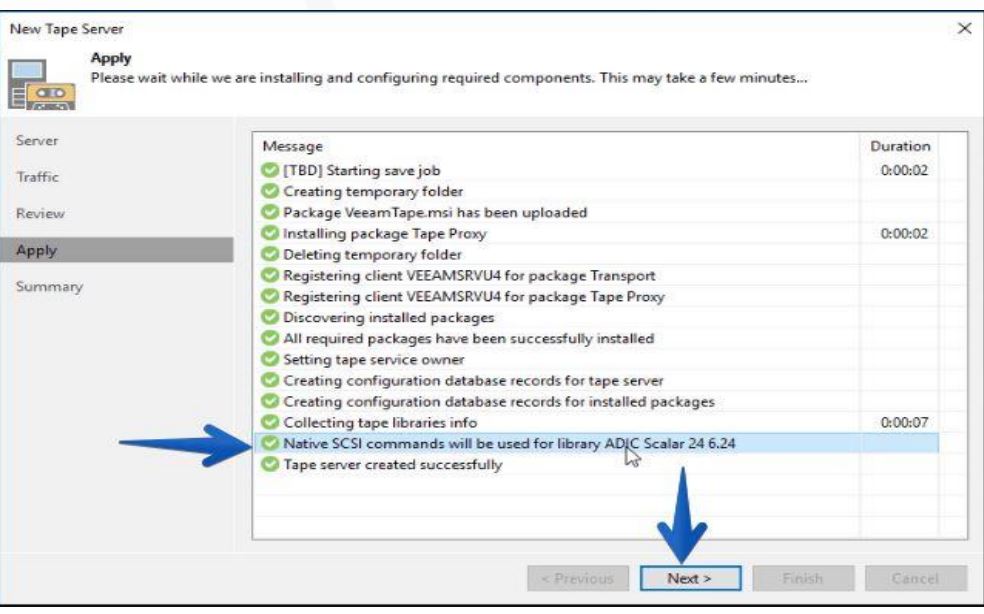 New Tape Server
Apply
Please wait while we are installing and configuring required components. This may take a few minutes...
Server
Traffic
Review
Apply
Summary
Message Duration
[TBD] Starting save job 0:00:02
Creating temporary folder
Package VeeamTape.msi has been uploaded
Installing package Tape Proxy 0:00:02
Deleting temporary folder
Registering client VEEAMSRVU4 for package Transport
Registering client VEEAMSRVU4 for package Tape Proxy
Discovering installed packages
All required packages have been successfully installed
Setting tape service owner
Creating configuration database records for tape server
Creating configuration database records for installed packages
Collecting tape libraries info 0:00:07
Native SCSI commands will be used for library ADIC Scalar 24 6.24
Tape server created successfully
< Previous Next > Finish Cancel